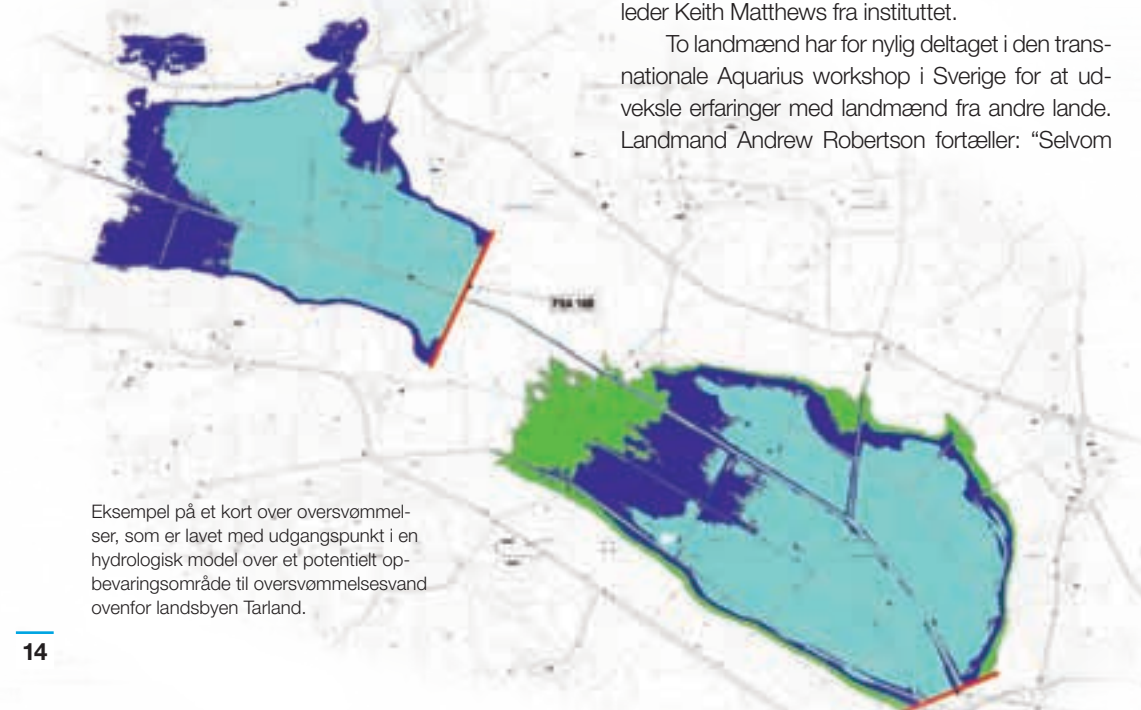 leder Keith Matthews fra instituttet.
To landmænd har for nylig deltaget i den trans-
nationale Aquarius workshop i Sverige for at ud-
veksle erfaringer med landmænd fra andre lande.
Landmand Andrew Robertson fortæller: “Selvom
Eksempel på et kort over oversvømmel-
ser, som er lavet med udgangspunkt i en
hydrologisk model over et potentielt op-
bevaringsområde til oversvømmelsesvand
ovenfor landsbyen Tarland.
14